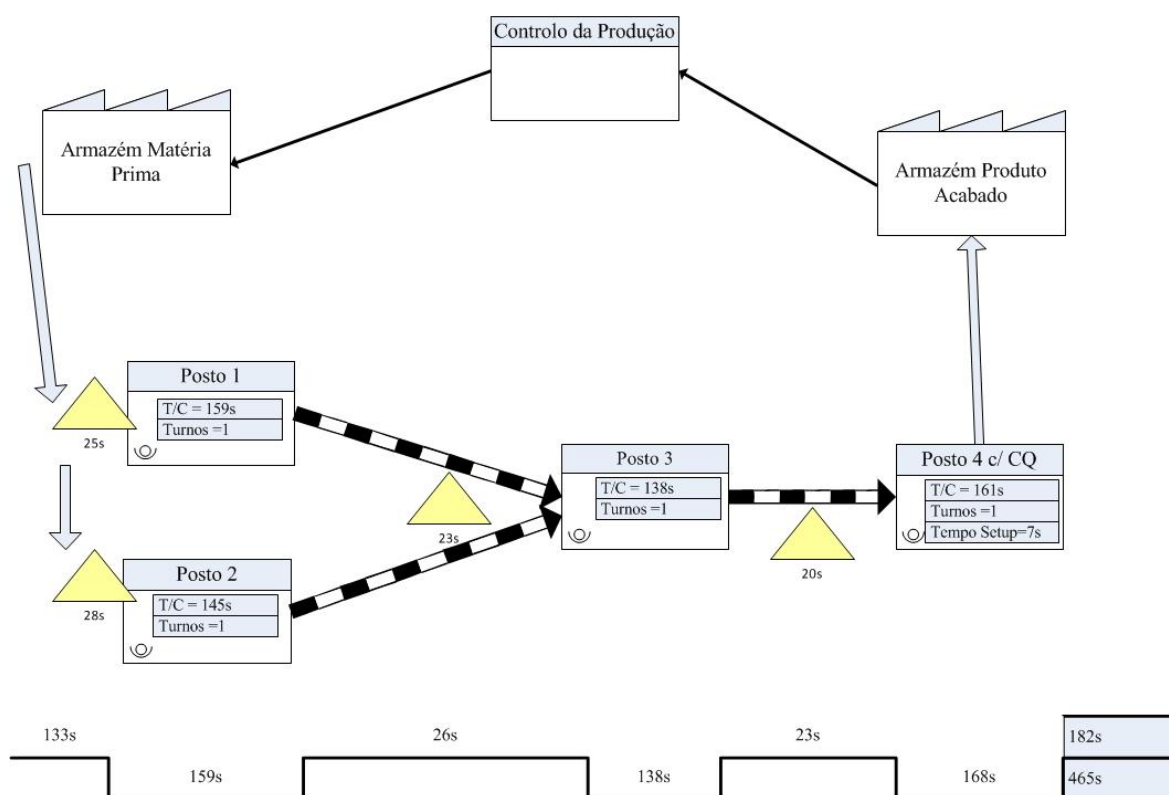 Controlo da Produção
Armazém Matéria
Prima
Armazém Produto
Acabado
Posto 1
T/C = 159s
Turnos =1
25s
Posto 2
T/C = 145s
Turnos =1
28s
23s
Posto 3
T/C = 138s
Turnos =1
20s
Posto 4 c/ CQ
T/C = 161s
Turnos =1
Tempo Setup=7s
133s
159s
26s
138s
23s
168s
182s
465s